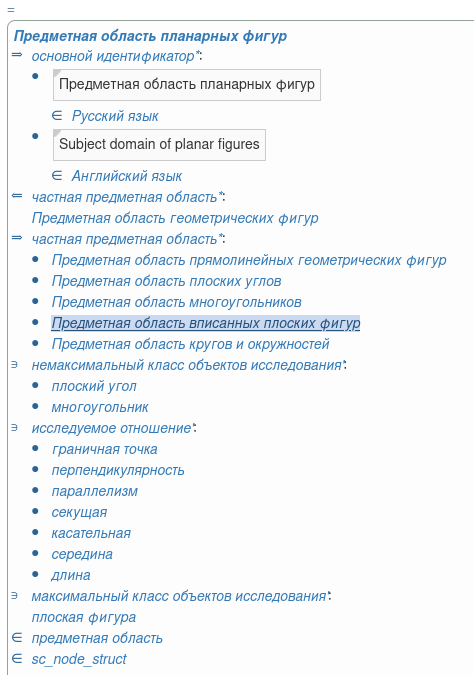 =
Предметная область планарных фигур
⇒ основной идентификатор*:
● Предметная область планарных фигур
∈ Русский язык
● Subject domain of planar figures
∈ Английский язык
⇐ частная предметная область*:
Предметная область геометрических фигур
⇒ частная предметная область*:
● Предметная область прямолинейных геометрических фигур
● Предметная область плоских углов
● Предметная область многоугольников
● Предметная область вписанных плоских фигур
● Предметная область кругов и окружностей
∋ немаксимальный класс объектов исследования':
● плоский угол
● многоугольник
∋ исследуемое отношение':
● граничная точка
● перпендикулярность
● параллелизм
● секущая
● касательная
● середина
● длина
∋ максимальный класс объектов исследования':
плоская фигура
∈ предметная область
∈ sc_node_struct